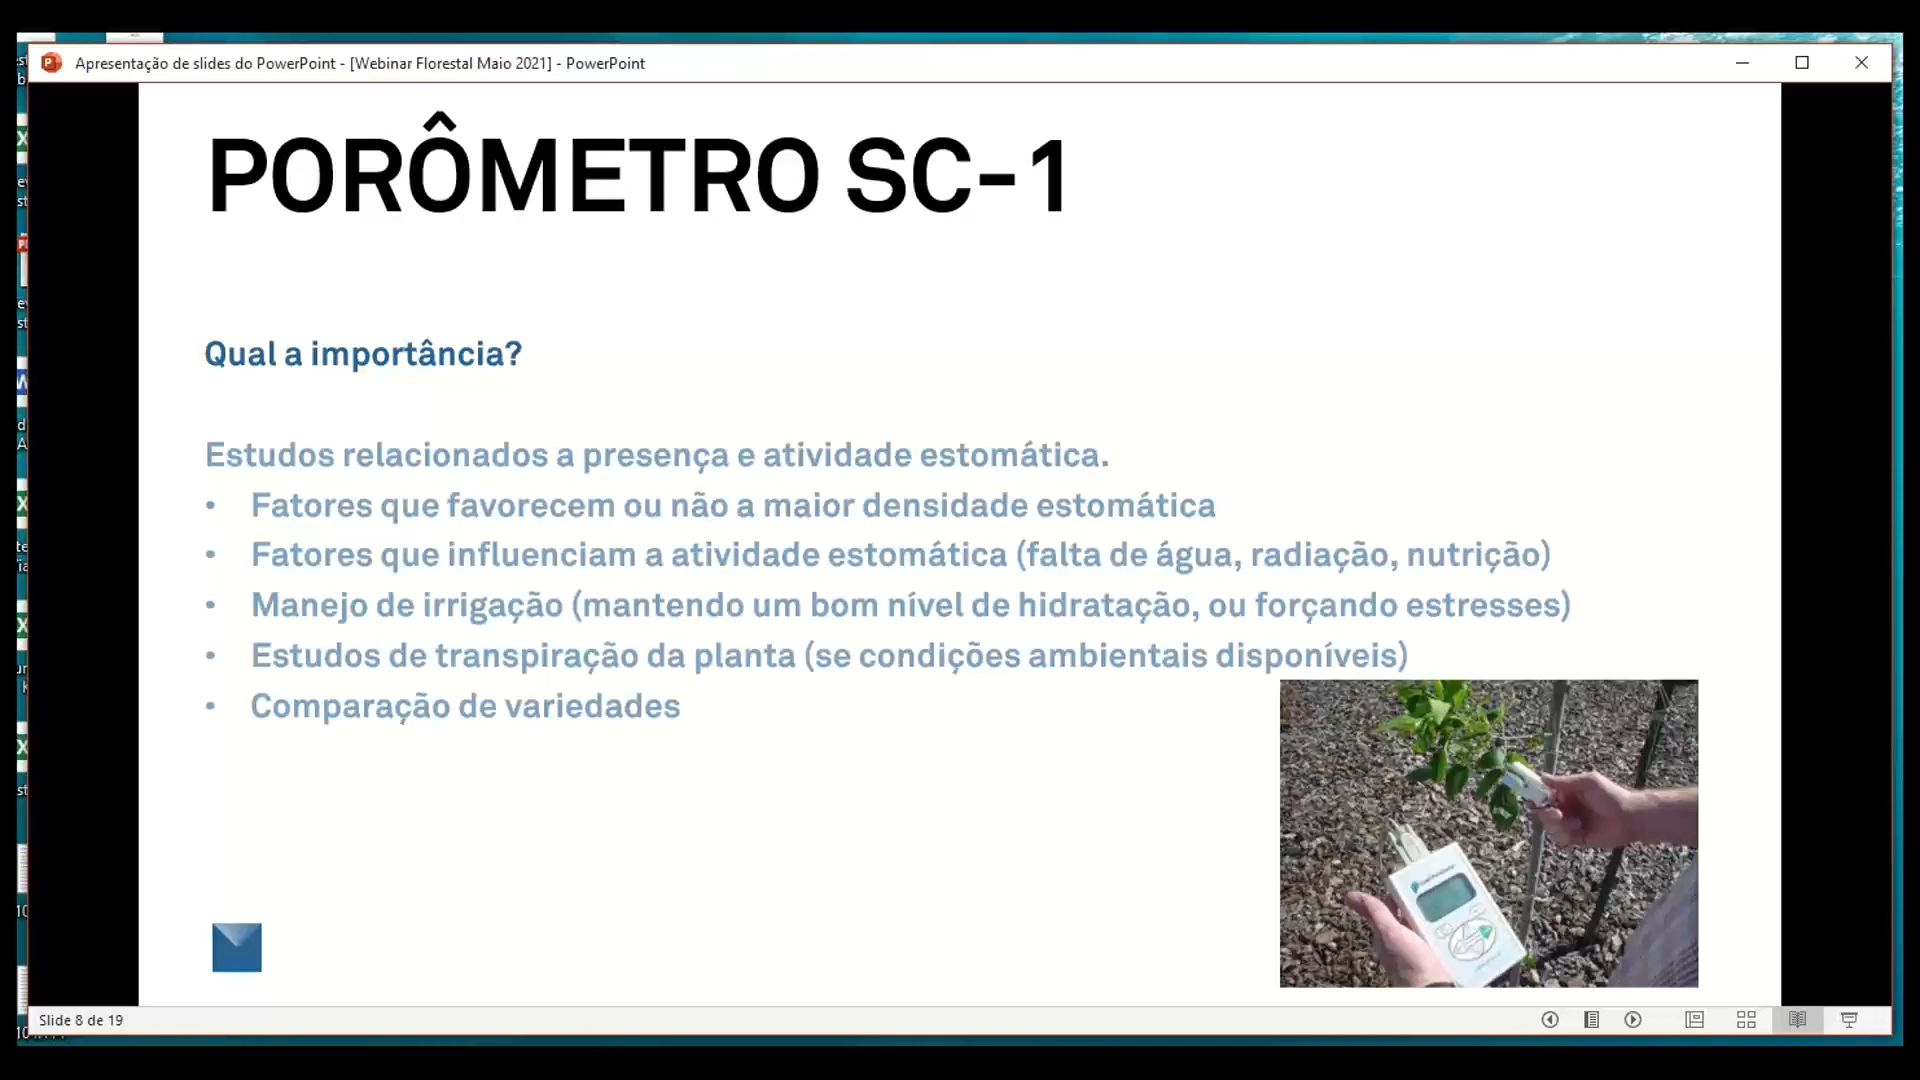 Apresentação de slides do PowerPoint - [Webinar Florestal Maio 2021] - PowerPoint
PORÔMETRO SC-1
Qual a importância?
Estudos relacionados a presença e atividade estomática.
• Fatores que favorecem ou não a maior densidade estomática
• Fatores que influenciam a atividade estomática (falta de água, radiação, nutrição)
• Manejo de irrigação (mantendo um bom nível de hidratação, ou forçando estresses)
• Estudos de transpiração da planta (se condições ambientais disponíveis)
• Comparação de variedades
Slide 8 de 19